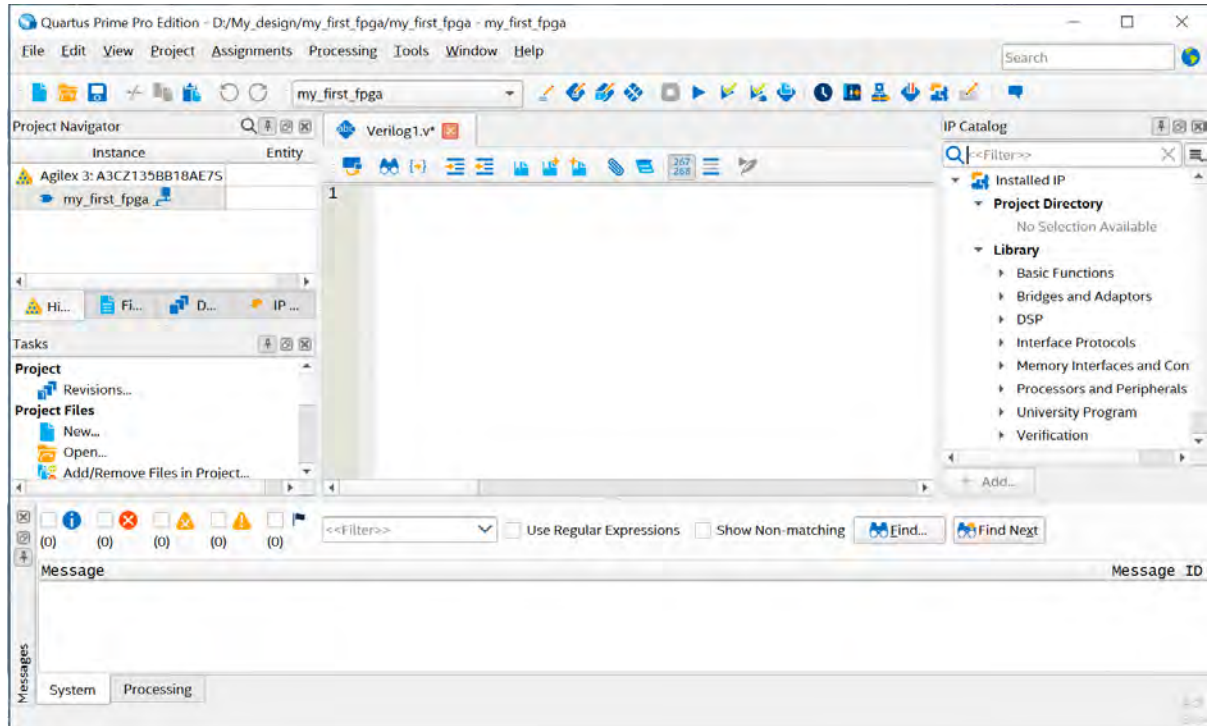 Quartus Prime Pro Edition - D:/My_design/my_first_fpga/my_first_fpga - my_first_fpga
File Edit View Project Assignments Processing Tools Window Help
Search
my_first_fpga
Project Navigator
Instance Entity
Agilex 3: A3CZ135BB18AE7S
my_first_fpga
Hi... Fi... D... IP ...
Tasks
Project
Revisions...
Project Files
New...
Open...
Add/Remove Files in Project...
abc Verilog1.v*
267
268
1
IP Catalog
<<Filter>>
Installed IP
Project Directory
No Selection Available
Library
Basic Functions
Bridges and Adaptors
DSP
Interface Protocols
Memory Interfaces and Con
Processors and Peripherals
University Program
Verification
+ Add...
(0) (0) (0) (0) (0)
<<Filter>> Use Regular Expressions Show Non-matching Find... Find Next
Message Message ID
Messages
System Processing